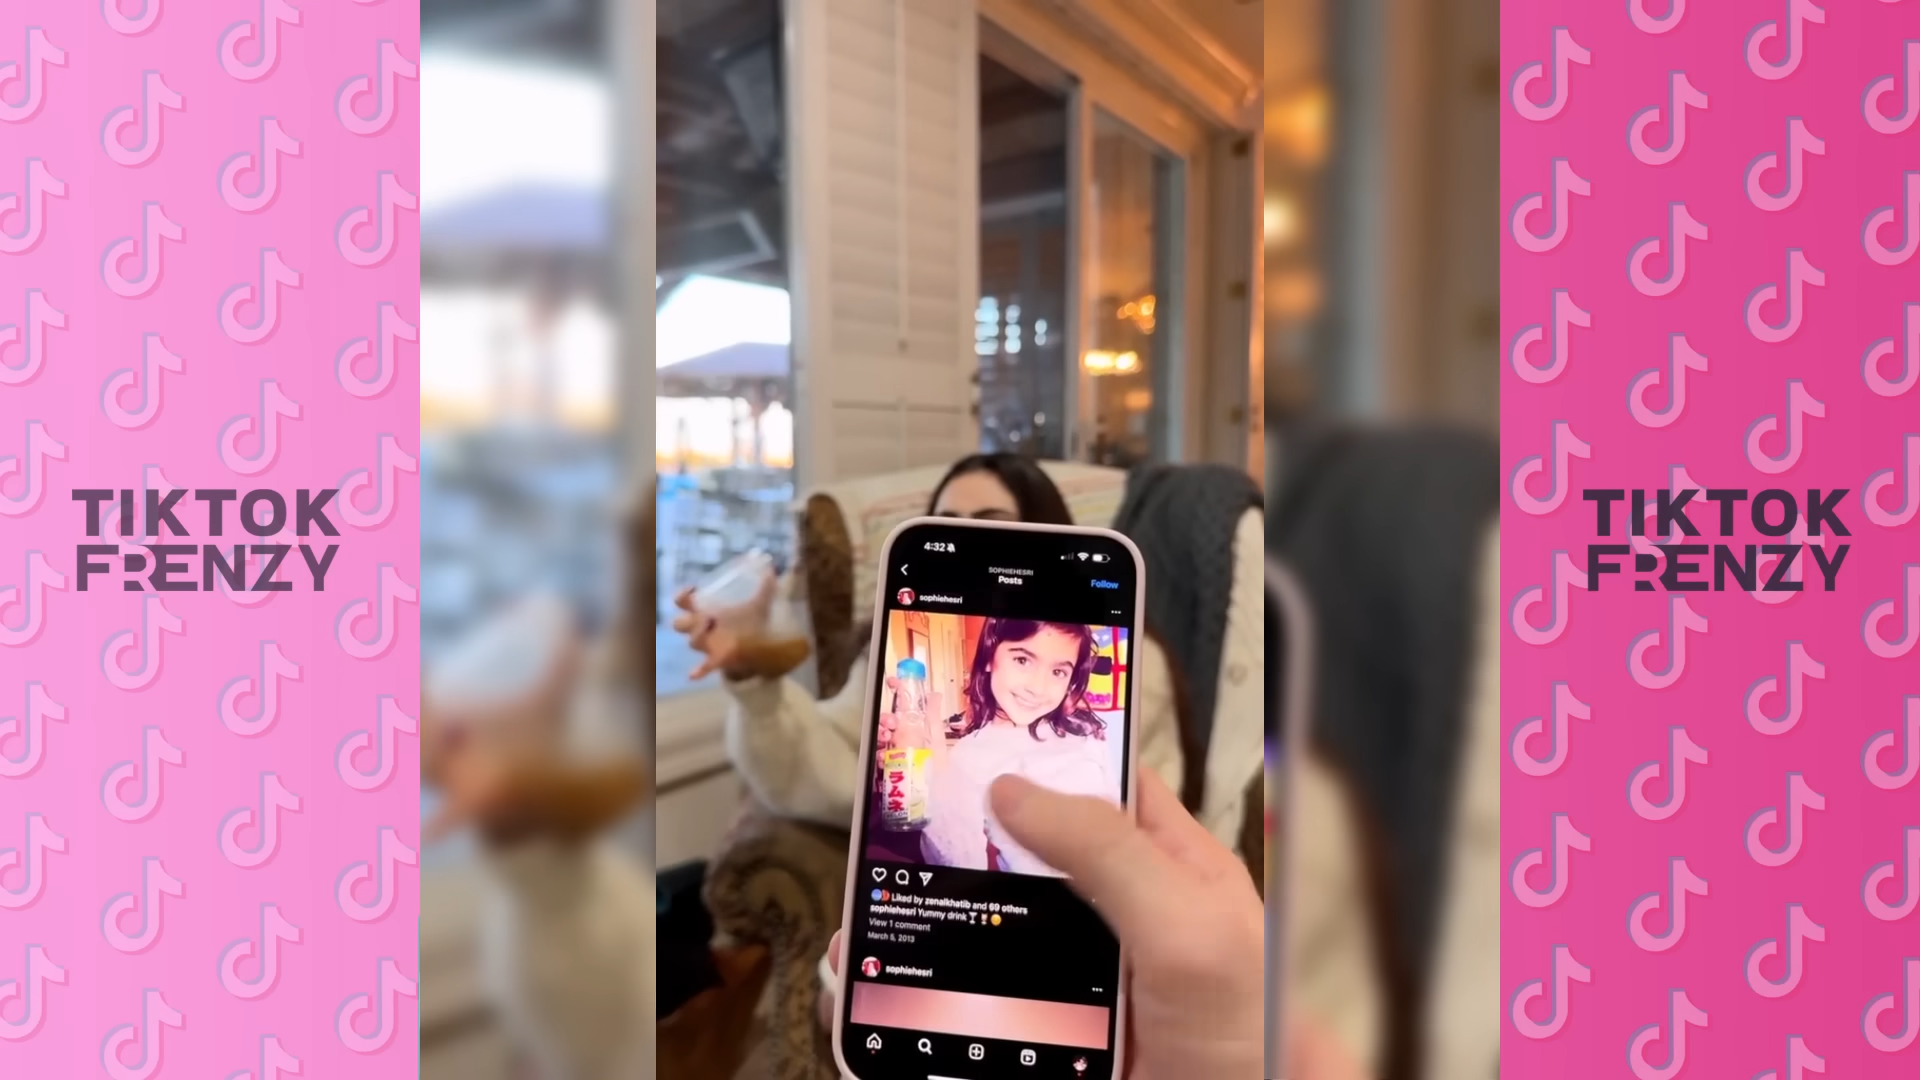 TIKTOK
FRENZY
4:32
SOPHIEHESRI
Posts
Follow
sophiehesri
ラムネ
Liked by zenalkhatib and 69 others
sophiehesri Yummy drink
View 1 comment
March 5, 2013
sophiehesri
TIKTOK
FRENZY